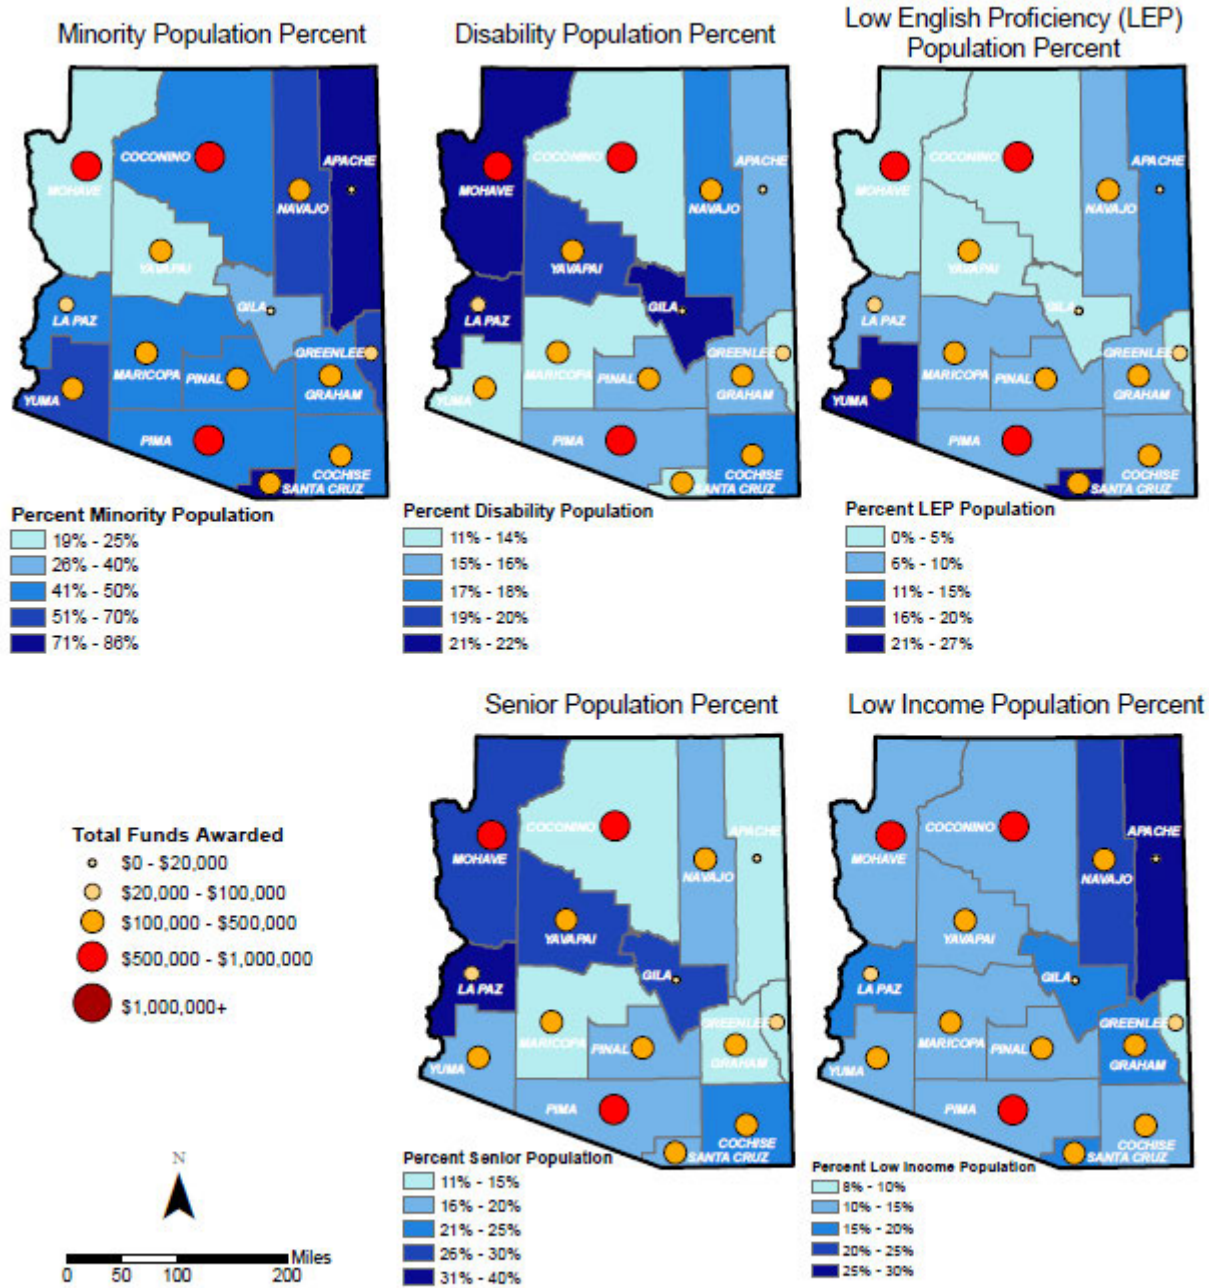 Minority Population Percent
COCONINO
MOHAVE
APACHE
NAVAJO
YAVAPAI
GILA
LA PAZ
GREENLEE
MARICOPA
PINAL
GRAHAM
YUMA
PIMA
COCHISE
SANTA CRUZ
Percent Minority Population
19% - 25%
26% - 40%
41% - 50%
51% - 70%
71% - 86%
Disability Population Percent
COCONINO
MOHAVE
APACHE
NAVAJO
YAVAPAI
GILA
LA PAZ
GREENLEE
MARICOPA
PINAL
GRAHAM
YUMA
PIMA
COCHISE
SANTA CRUZ
Percent Disability Population
11% - 14%
15% - 16%
17% - 18%
19% - 20%
21% - 22%
Low English Proficiency (LEP)
Population Percent
COCONINO
MOHAVE
APACHE
NAVAJO
YAVAPAI
GILA
LA PAZ
GREENLEE
MARICOPA
PINAL
GRAHAM
YUMA
PIMA
COCHISE
SANTA CRUZ
Percent LEP Population
0% - 5%
6% - 10%
11% - 15%
16% - 20%
21% - 27%
Total Funds Awarded
$0 - $20,000
$20,000 - $100,000
$100,000 - $500,000
$500,000 - $1,000,000
$1,000,000+
N
Miles
0 50 100 200
Senior Population Percent
COCONINO
MOHAVE
APACHE
NAVAJO
YAVAPAI
GILA
LA PAZ
GREENLEE
MARICOPA
PINAL
GRAHAM
YUMA
PIMA
COCHISE
SANTA CRUZ
Percent Senior Population
11% - 15%
16% - 20%
21% - 25%
26% - 30%
31% - 40%
Low Income Population Percent
COCONINO
MOHAVE
APACHE
NAVAJO
YAVAPAI
GILA
LA PAZ
GREENLEE
MARICOPA
PINAL
GRAHAM
YUMA
PIMA
COCHISE
SANTA CRUZ
Percent Low Income Population
8% - 10%
10% - 15%
15% - 20%
20% - 25%
25% - 30%